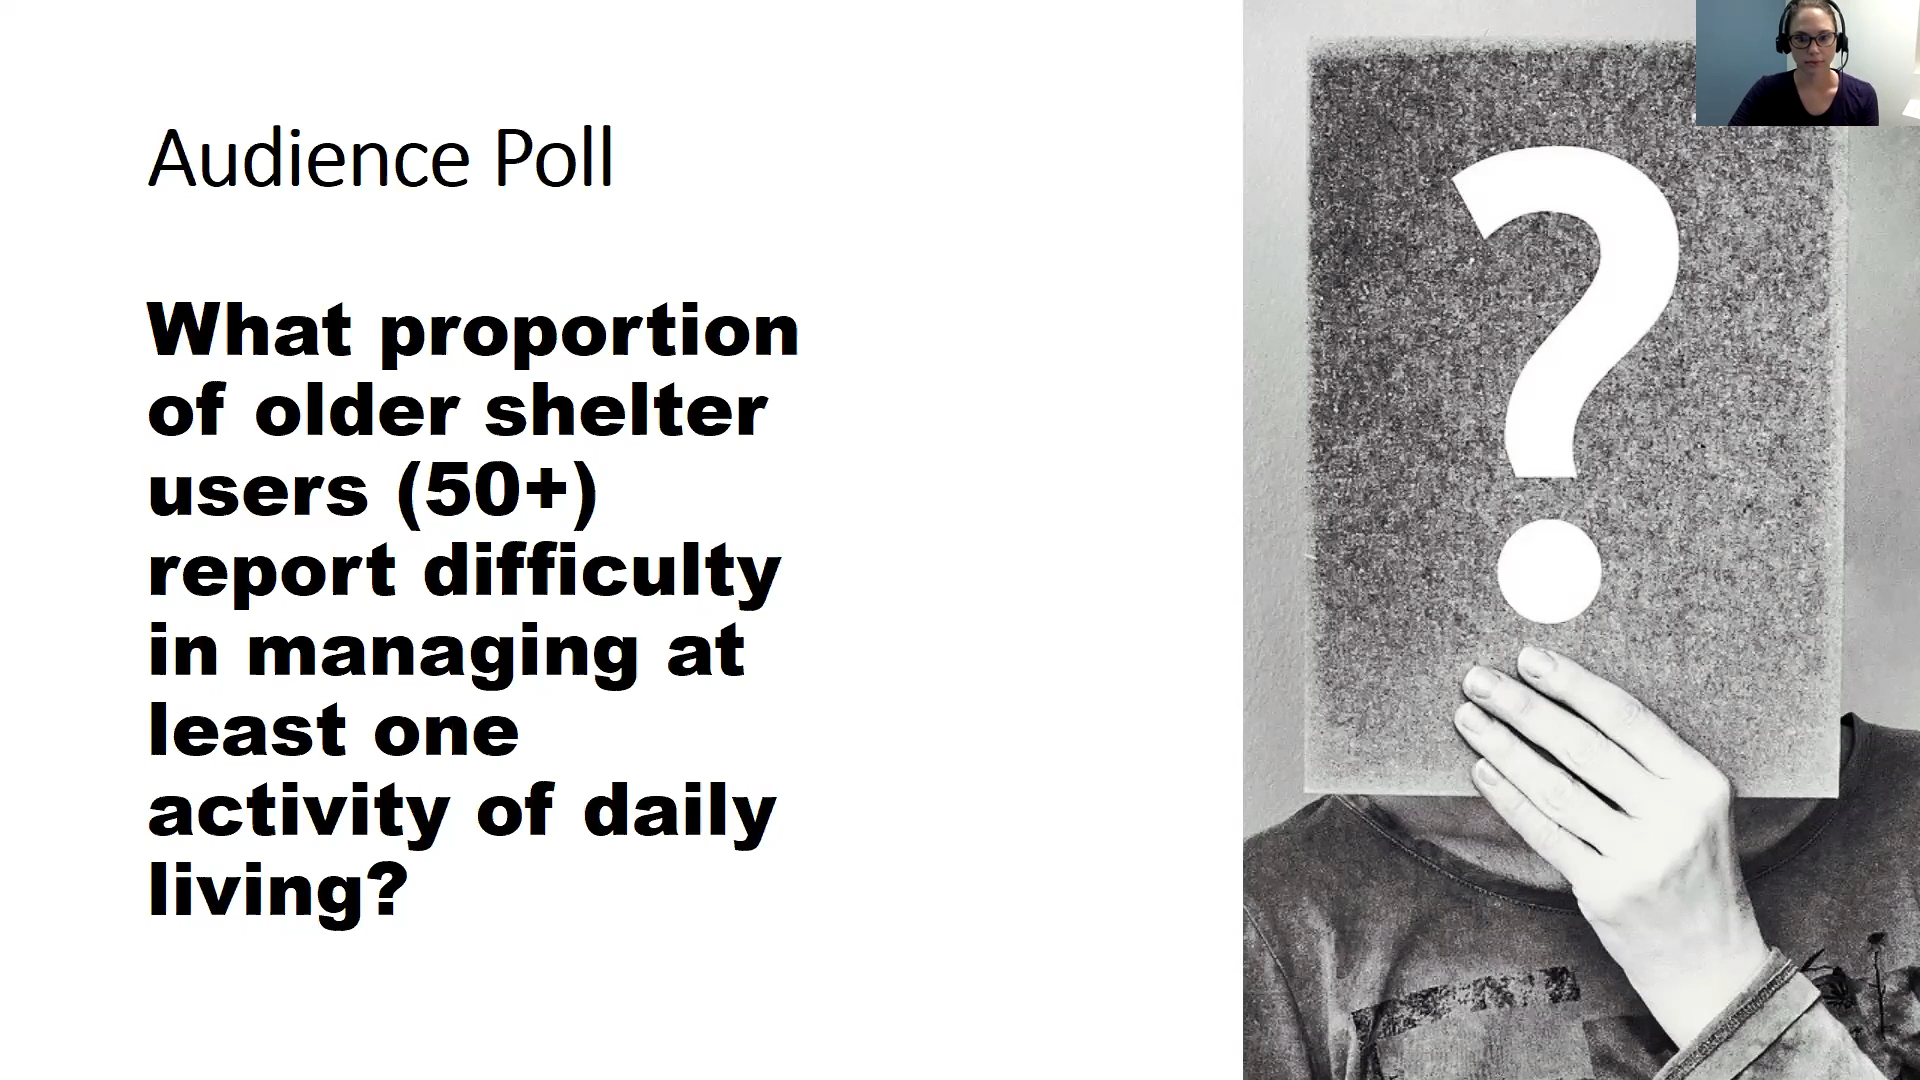 Audience Poll
What proportion
of older shelter
users (50+)
report difficulty
in managing at
least one
activity of daily
living?
?